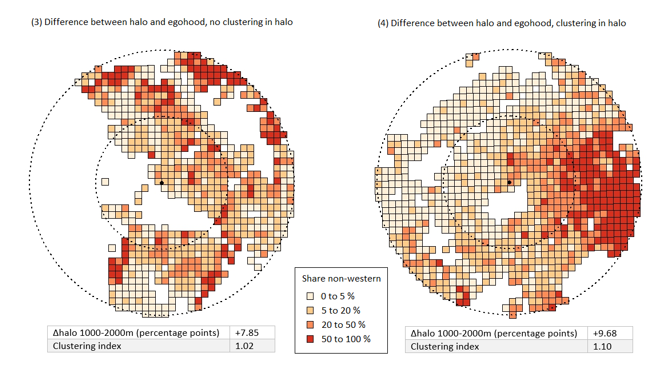 (3) Difference between halo and egohood, no clustering in halo
(4) Difference between halo and egohood, clustering in halo
Share non-western
0 to 5 %
5 to 20 %
20 to 50 %
50 to 100 %
Δhalo 1000-2000m (percentage points) +7.85
Clustering index 1.02
Δhalo 1000-2000m (percentage points) +9.68
Clustering index 1.10